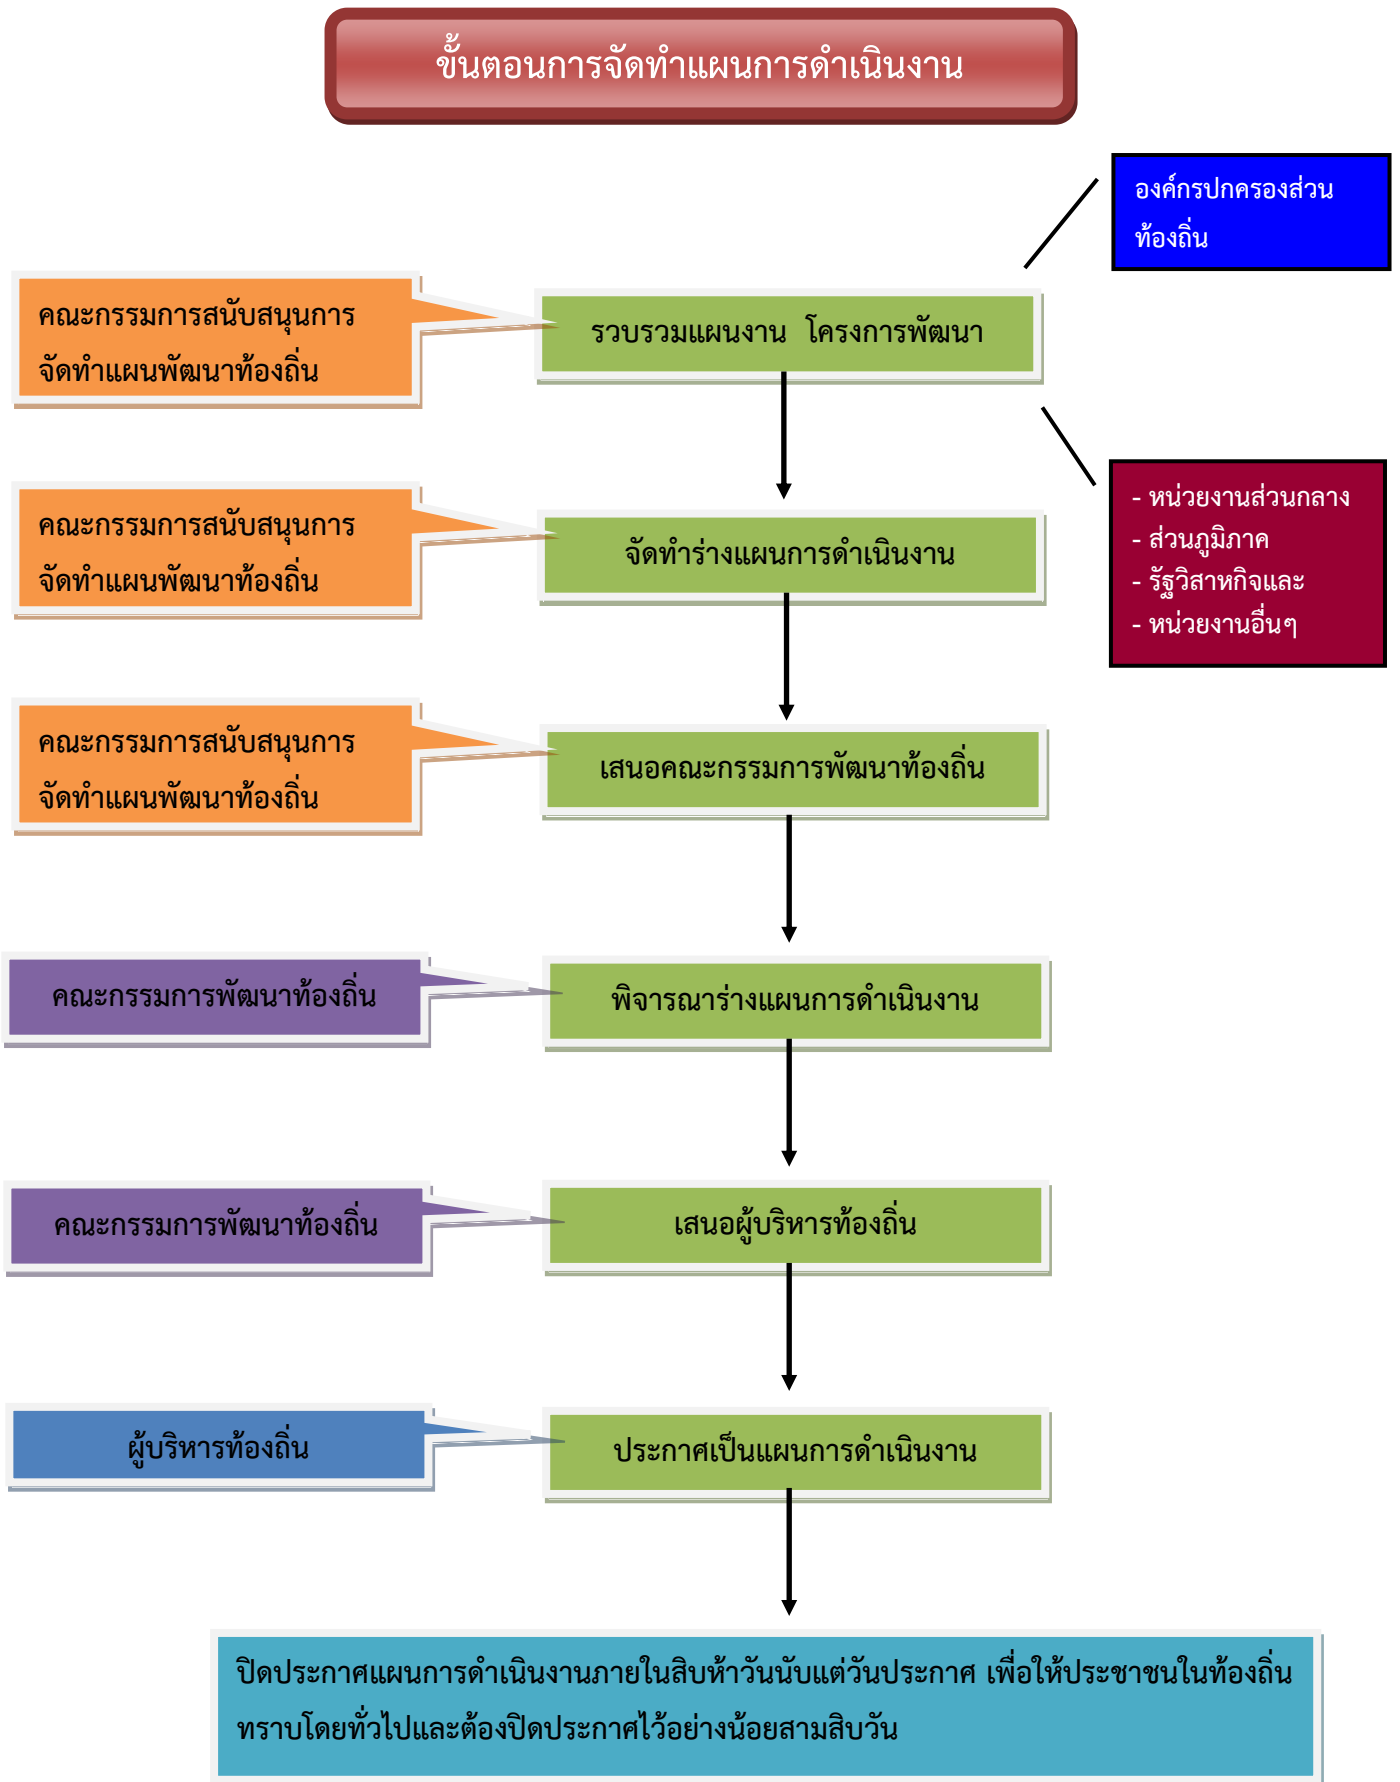 ขั้นตอนการจัดทำแผนการดำเนินงาน
องค์กรปกครองส่วน
ท้องถิ่น
คณะกรรมการสนับสนุนการ
จัดทำแผนพัฒนาท้องถิ่น
รวบรวมแผนงาน โครงการพัฒนา
- หน่วยงานส่วนกลาง
- ส่วนภูมิภาค
- รัฐวิสาหกิจและ
- หน่วยงานอื่นๆ
คณะกรรมการสนับสนุนการ
จัดทำแผนพัฒนาท้องถิ่น
จัดทำร่างแผนการดำเนินงาน
คณะกรรมการสนับสนุนการ
จัดทำแผนพัฒนาท้องถิ่น
เสนอคณะกรรมการพัฒนาท้องถิ่น
คณะกรรมการพัฒนาท้องถิ่น
พิจารณาร่างแผนการดำเนินงาน
คณะกรรมการพัฒนาท้องถิ่น
เสนอผู้บริหารท้องถิ่น
ผู้บริหารท้องถิ่น
ประกาศเป็นแผนการดำเนินงาน
ปิดประกาศแผนการดำเนินงานภายในสิบห้าวันนับแต่วันประกาศ เพื่อให้ประชาชนในท้องถิ่น
ทราบโดยทั่วไปและต้องปิดประกาศไว้อย่างน้อยสามสิบวัน